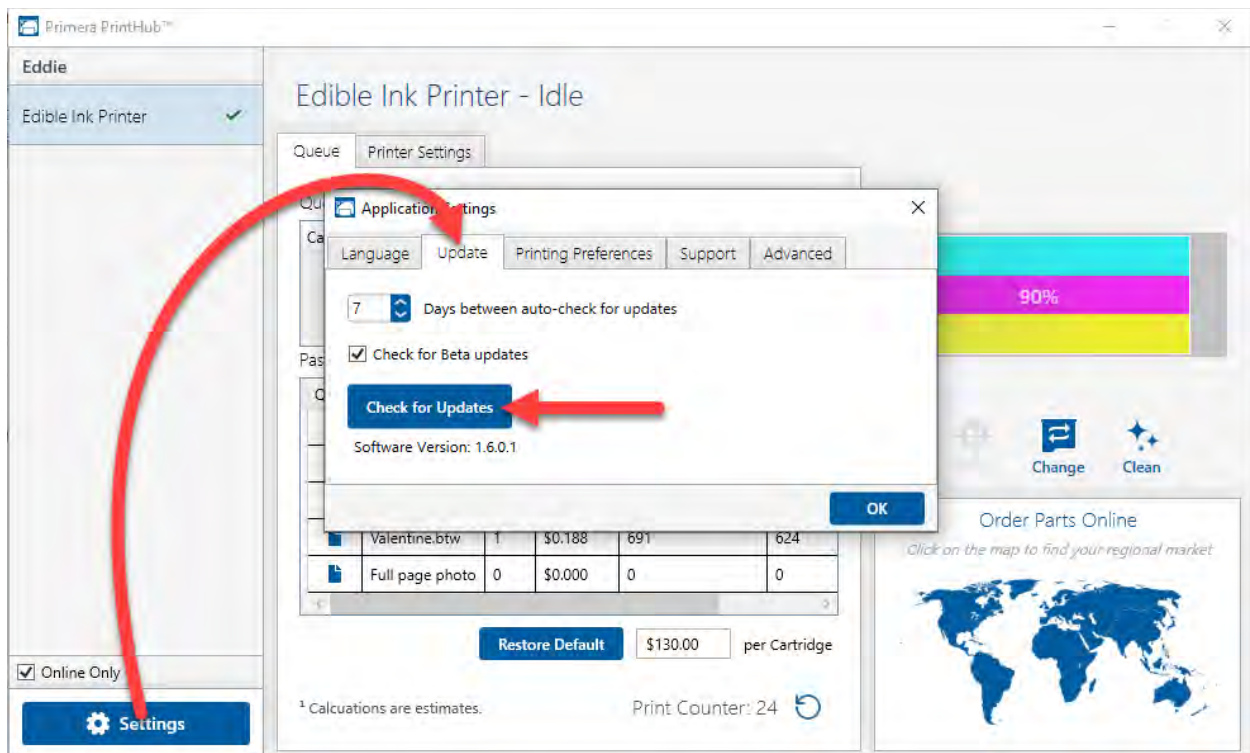 Primera PrintHub™
Eddie
Edible Ink Printer
Edible Ink Printer - Idle
Queue Printer Settings
Application
Language Update Printing Preferences Support Advanced
7 Days between auto-check for updates
Check for Beta updates
Check for Updates
Software Version: 1.6.0.1
OK
90%
Change Clean
Valentine.btw 1 $0.188 691 624
Full page photo 0 $0.000 0 0
Restore Default $130.00 per Cartridge
Order Parts Online
Click on the map to find your regional market
Online Only
Settings
¹ Calcuations are estimates.
Print Counter: 24